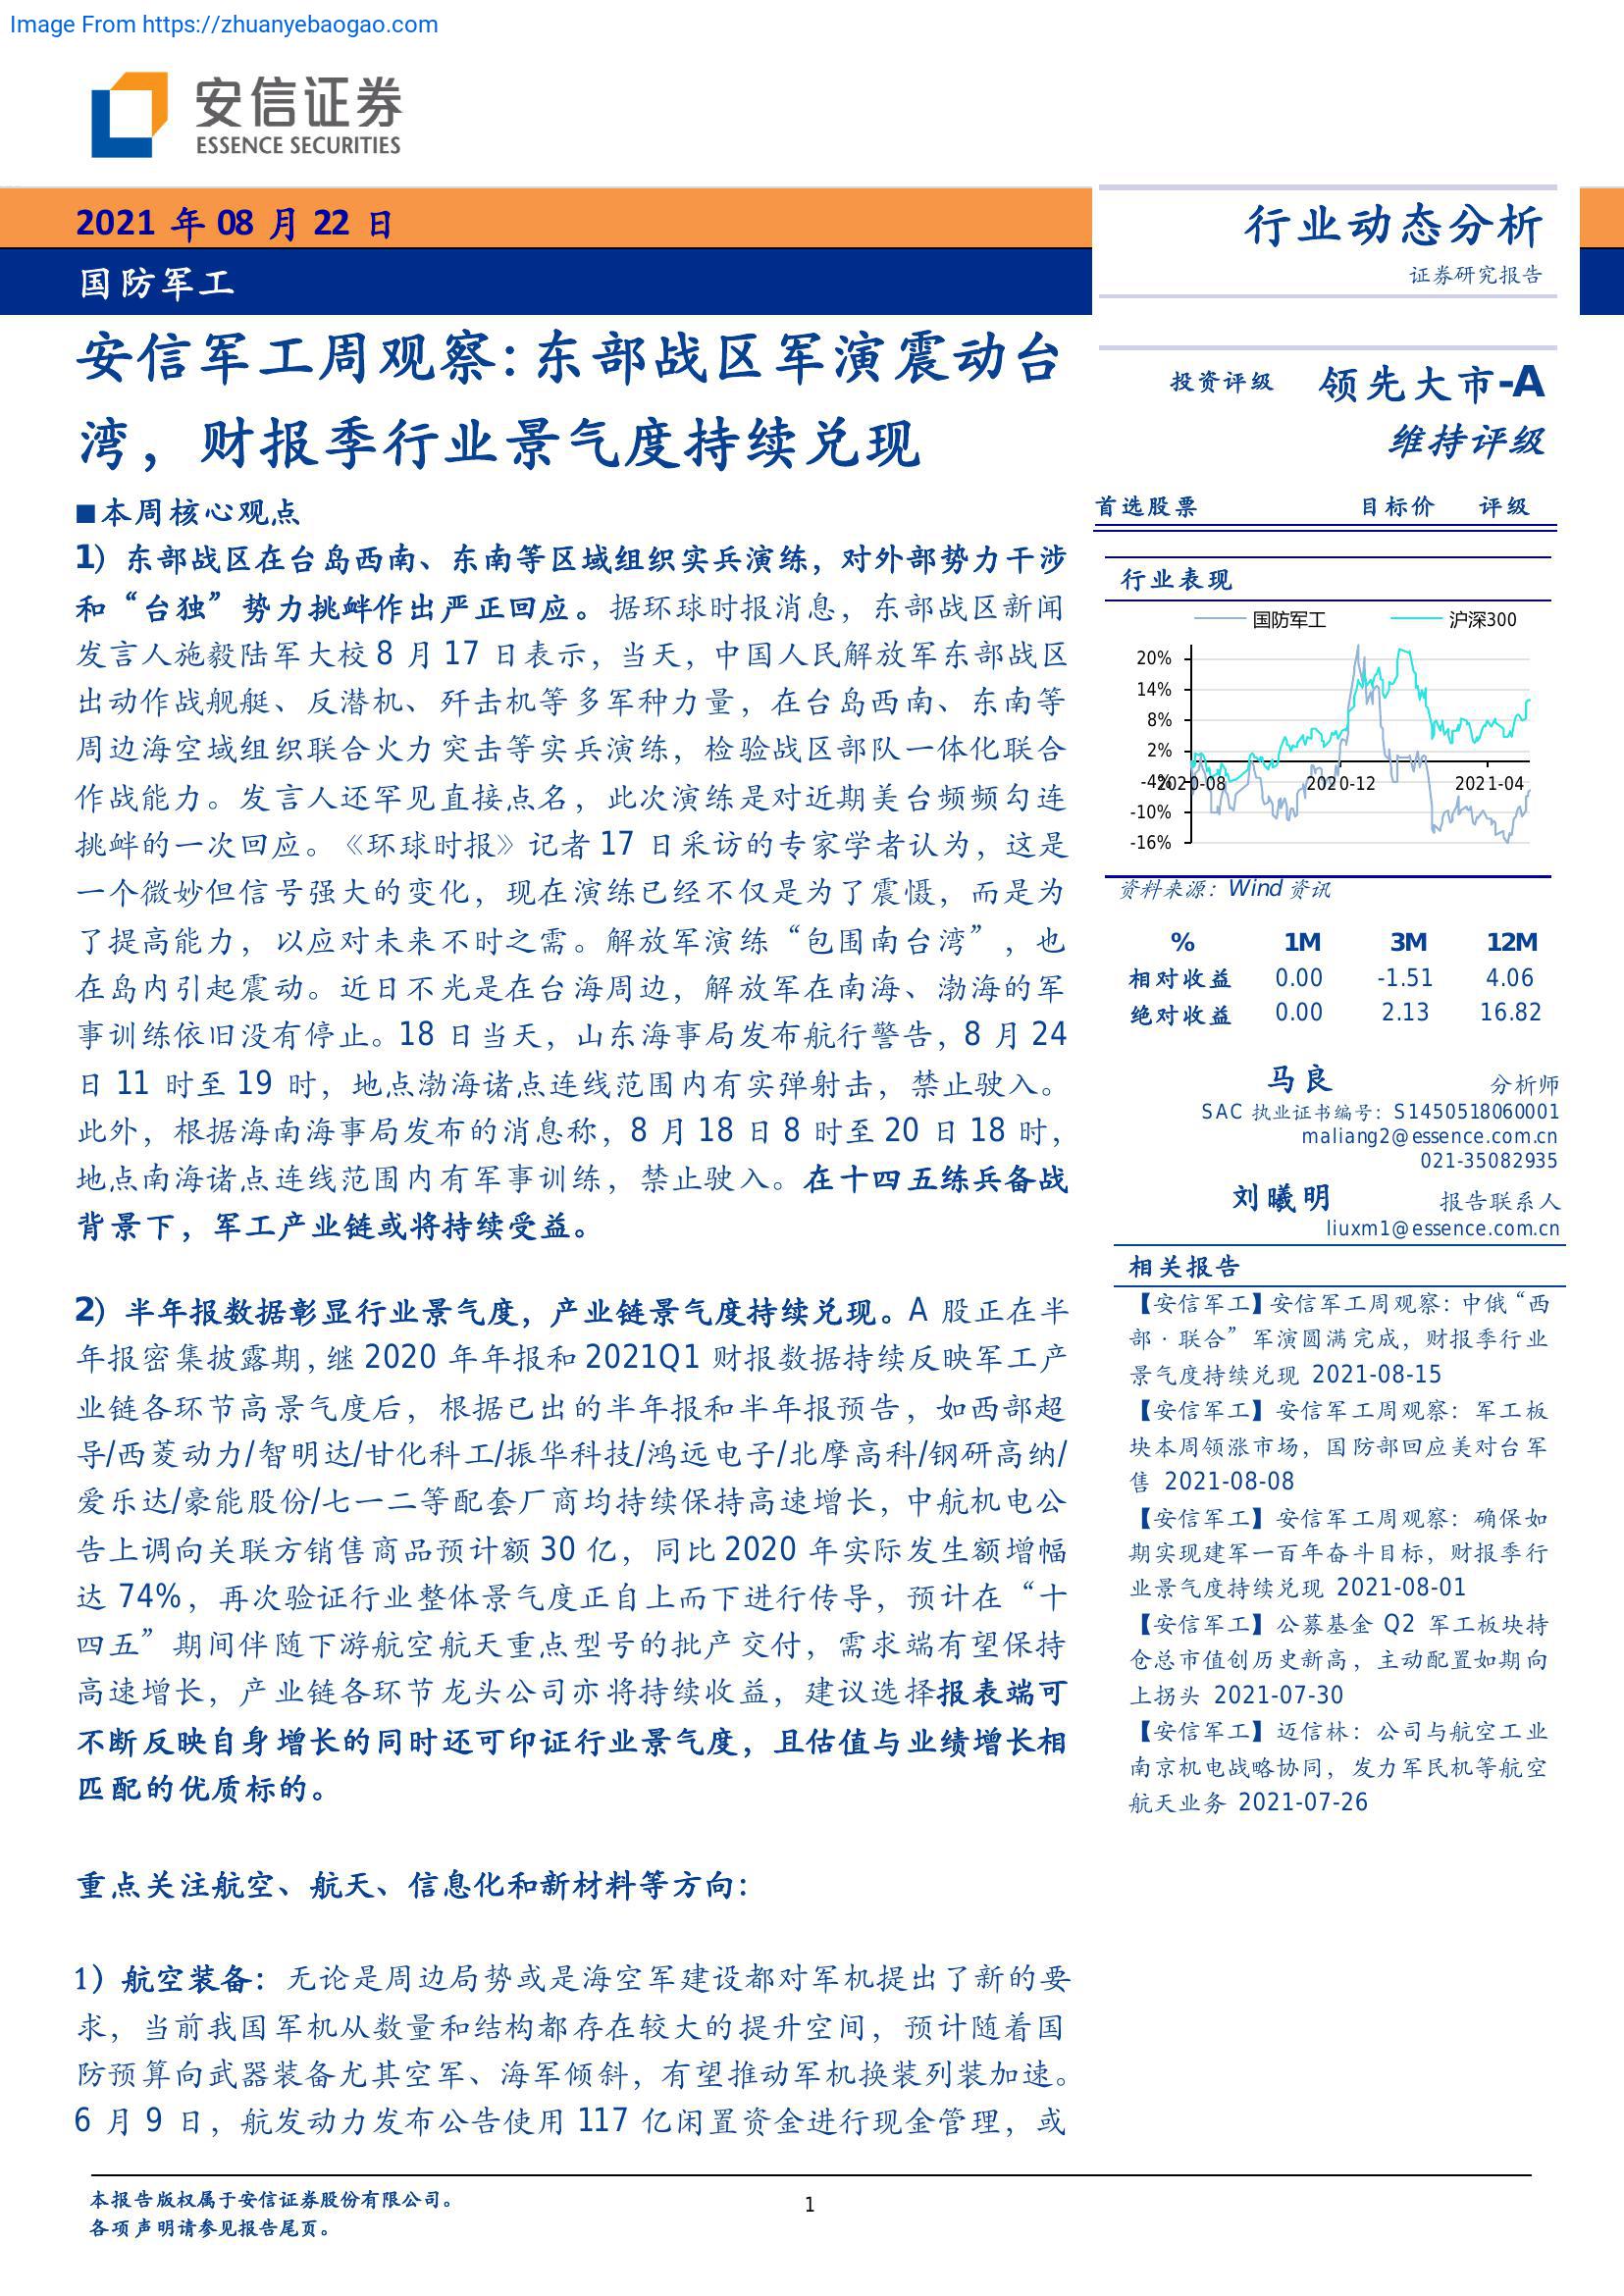 Image From https://zhuanyebaogao.com
安信证券
ESSENCE SECURITIES
2021 年 08 月 22 日
国防军工
行业动态分析
证券研究报告
安信军工周观察：东部战区军演震动台
湾，财报季行业景气度持续兑现
■本周核心观点
1）东部战区在台岛西南、东南等区域组织实兵演练，对外部势力干涉
和“台独”势力挑衅作出严正回应。据环球时报消息，东部战区新闻
发言人施毅陆军大校 8 月 17 日表示，当天，中国人民解放军东部战区
出动作战舰艇、反潜机、歼击机等多军种力量，在台岛西南、东南等
周边海空域组织联合火力突击等实兵演练，检验战区部队一体化联合
作战能力。发言人还罕见直接点名，此次演练是对近期美台频频勾连
挑衅的一次回应。《环球时报》记者 17 日采访的专家学者认为，这是
一个微妙但信号强大的变化，现在演练已经不仅是为了震慑，而是为
了提高能力，以应对未来不时之需。解放军演练“包围南台湾”，也
在岛内引起震动。近日不光是在台海周边，解放军在南海、渤海的军
事训练依旧没有停止。18 日当天，山东海事局发布航行警告，8 月 24
日 11 时至 19 时，地点渤海诸点连线范围内有实弹射击，禁止驶入。
此外，根据海南海事局发布的消息称，8 月 18 日 8 时至 20 日 18 时，
地点南海诸点连线范围内有军事训练，禁止驶入。在十四五练兵备战
背景下，军工产业链或将持续受益。
2）半年报数据彰显行业景气度，产业链景气度持续兑现。A 股正在半
年报密集披露期，继 2020 年年报和 2021Q1 财报数据持续反映军工产
业链各环节高景气度后，根据已出的半年报和半年报预告，如西部超
导/西菱动力/智明达/甘化科工/振华科技/鸿远电子/北摩高科/钢研高纳/
爱乐达/豪能股份/七一二等配套厂商均持续保持高速增长，中航机电公
告上调向关联方销售商品预计额 30 亿，同比 2020 年实际发生额增幅
达 74%，再次验证行业整体景气度正自上而下进行传导，预计在“十
四五”期间伴随下游航空航天重点型号的批产交付，需求端有望保持
高速增长，产业链各环节龙头公司亦将持续收益，建议选择报表端可
不断反映自身增长的同时还可印证行业景气度，且估值与业绩增长相
匹配的优质标的。
重点关注航空、航天、信息化和新材料等方向：
1）航空装备：无论是周边局势或是海空军建设都对军机提出了新的要
求，当前我国军机从数量和结构都存在较大的提升空间，预计随着国
防预算向武器装备尤其空军、海军倾斜，有望推动军机换装列装加速。
6 月 9 日，航发动力发布公告使用 117 亿闲置资金进行现金管理，或
投资评级 领先大市-A
维持评级
首选股票 目标价 评级
行业表现
国防军工 沪深300
20%
14%
8%
2%
-4%
-10%
-16%
2020-08 2020-12 2021-04
资料来源：Wind 资讯
% 1M 3M 12M
相对收益 0.00 -1.51 4.06
绝对收益 0.00 2.13 16.82
马良 分析师
SAC 执业证书编号：S1450518060001
maliang2@essence.com.cn
021-35082935
刘曦明 报告联系人
liuxm1@essence.com.cn
相关报告
【安信军工】安信军工周观察：中俄“西
部·联合”军演圆满完成，财报季行业
景气度持续兑现 2021-08-15
【安信军工】安信军工周观察：军工板
块本周领涨市场，国防部回应美对台军
售 2021-08-08
【安信军工】安信军工周观察：确保如
期实现建军一百年奋斗目标，财报季行
业景气度持续兑现 2021-08-01
【安信军工】公募基金 Q2 军工板块持
仓总市值创历史新高，主动配置如期向
上拐头 2021-07-30
【安信军工】迈信林：公司与航空工业
南京机电战略协同，发力军民机等航空
航天业务 2021-07-26
本报告版权属于安信证券股份有限公司。
各项声明请参见报告尾页。
1